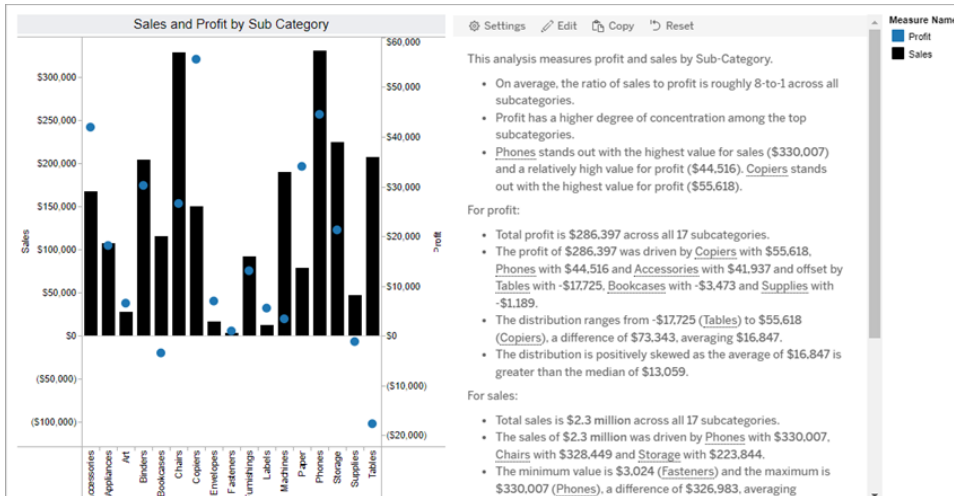 Sales and Profit by Sub Category
$300,000
$250,000
$200,000
$150,000
$100,000
$50,000
$0
($50,000)
($100,000)
Sales
$60,000
$50,000
$40,000
$30,000
$20,000
$10,000
$0
($10,000)
($20,000)
Profit
ccessories
Appliances
Art
Binders
Bookcases
Chairs
Copiers
Envelopes
Fasteners
urnishings
Labels
Machines
Paper
Phones
Storage
Supplies
Tables
Settings Edit Copy Reset
This analysis measures profit and sales by Sub-Category.
• On average, the ratio of sales to profit is roughly 8-to-1 across all
subcategories.
• Profit has a higher degree of concentration among the top
subcategories.
• Phones stands out with the highest value for sales ($330,007)
and a relatively high value for profit ($44,516). Copiers stands
out with the highest value for profit ($55,618).
For profit:
• Total profit is $286,397 across all 17 subcategories.
• The profit of $286,397 was driven by Copiers with $55,618,
Phones with $44,516 and Accessories with $41,937 and offset by
Tables with -$17,725, Bookcases with -$3,473 and Supplies with
-$1,189.
• The distribution ranges from -$17,725 (Tables) to $55,618
(Copiers), a difference of $73,343, averaging $16,847.
• The distribution is positively skewed as the average of $16,847 is
greater than the median of $13,059.
For sales:
• Total sales is $2.3 million across all 17 subcategories.
• The sales of $2.3 million was driven by Phones with $330,007,
Chairs with $328,449 and Storage with $223,844.
• The minimum value is $3,024 (Fasteners) and the maximum is
$330,007 (Phones), a difference of $326,983, averaging
Measure Name
Profit
Sales